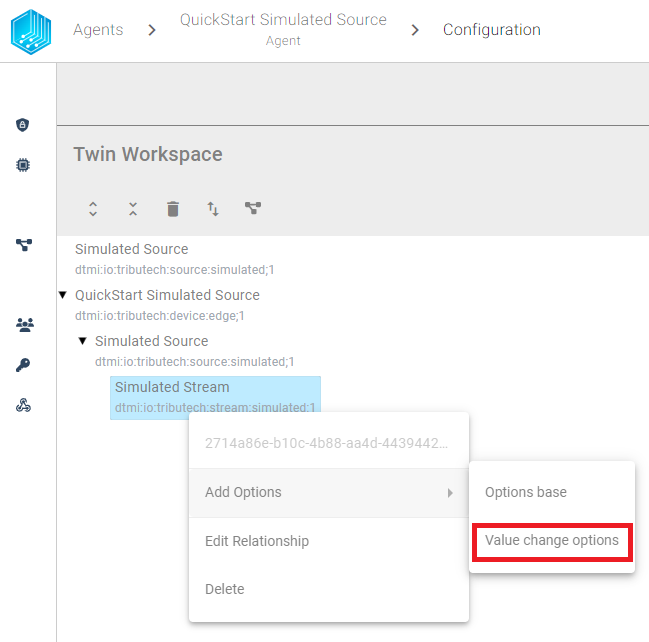 Agents
QuickStart Simulated Source
Agent
Configuration
Twin Workspace
Simulated Source
dtmi:io:tributech:source:simulated;1
QuickStart Simulated Source
dtmi:io:tributech:device:edge;1
Simulated Source
dtmi:io:tributech:source:simulated;1
Simulated Stream
dtmi:io:tributech:stream:simulated;1
2714a86e-b10c-4b88-aa4d-4439442...
Add Options
Options base
Value change options
Edit Relationship
Delete